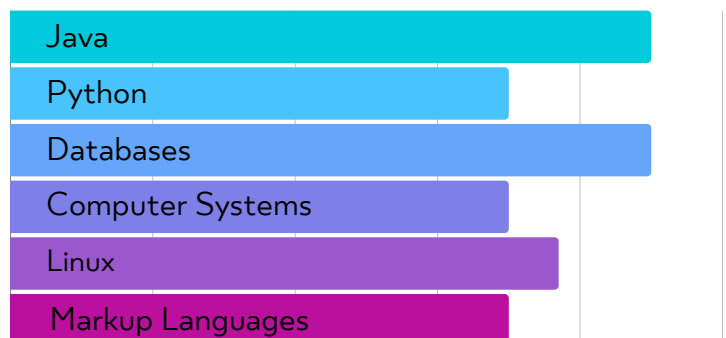 Java
Python
Databases
Computer Systems
Linux
Markup Languages